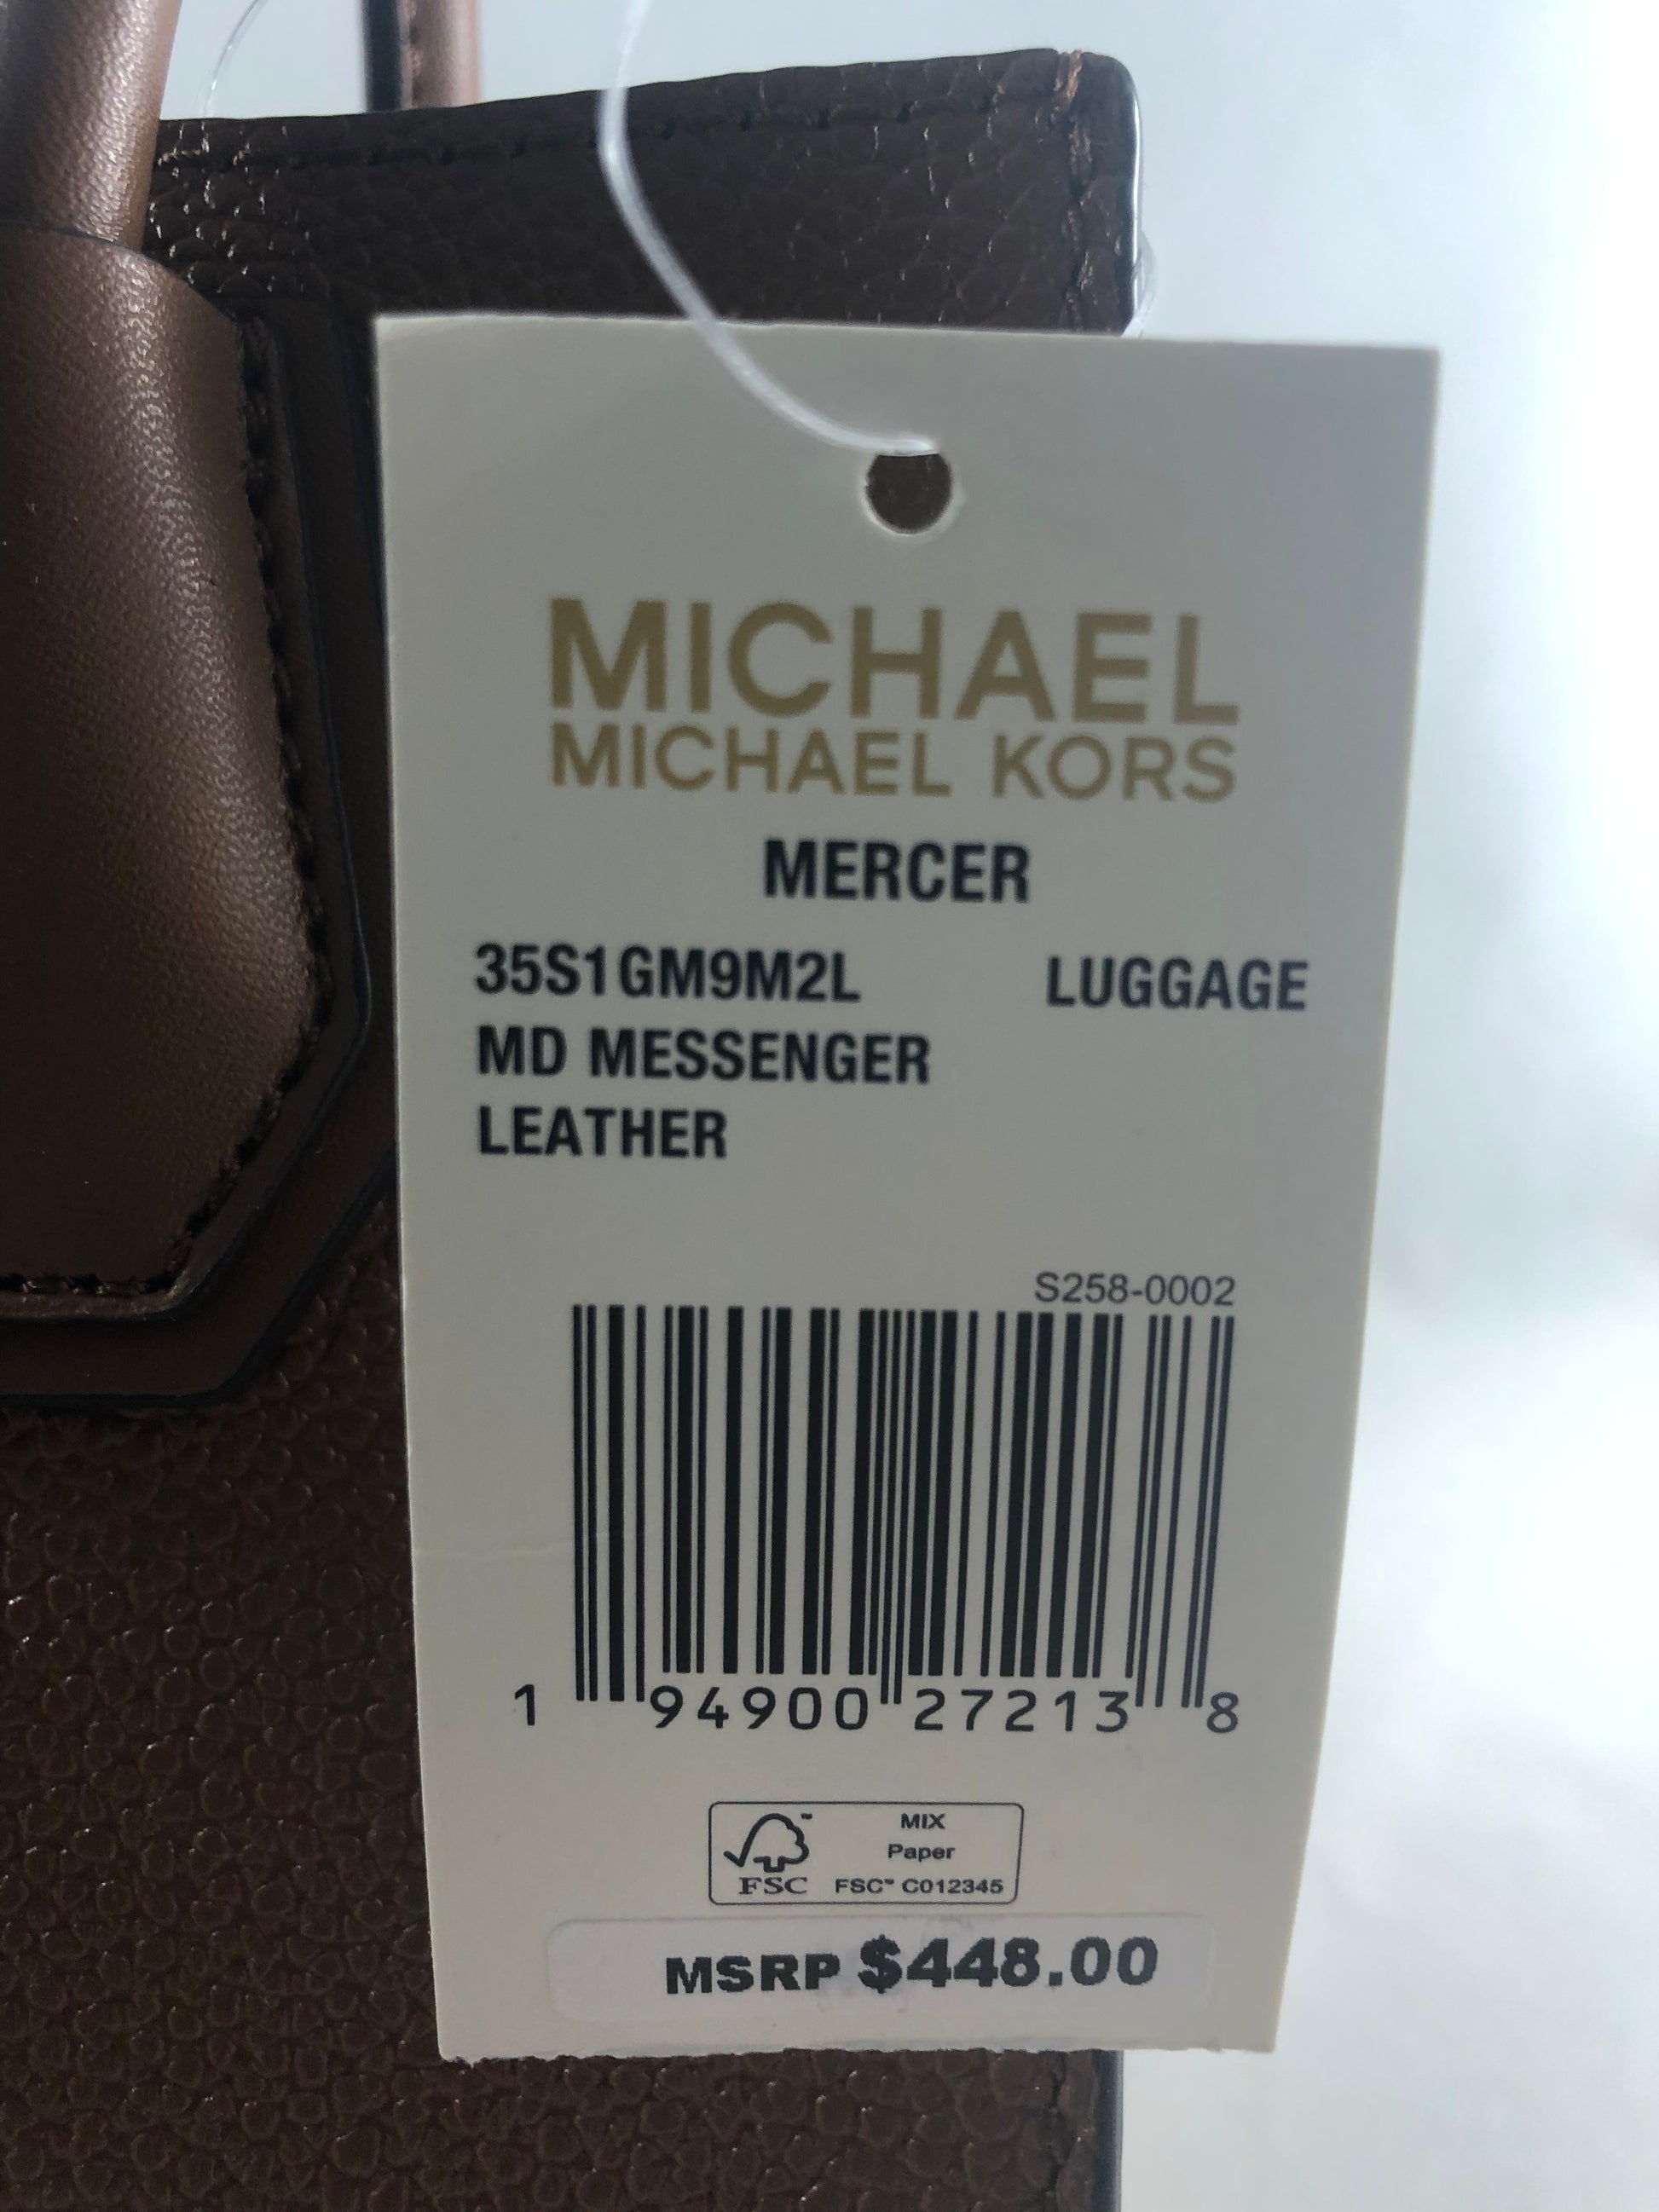 MICHAEL
MICHAEL KORS
MERCER
35S1GM9M2L LUGGAGE
MD MESSENGER
LEATHER
S258-0002
1 94900 27213 8
MIX
Paper
FSC™ C012345
FSC
MSRP $448.00